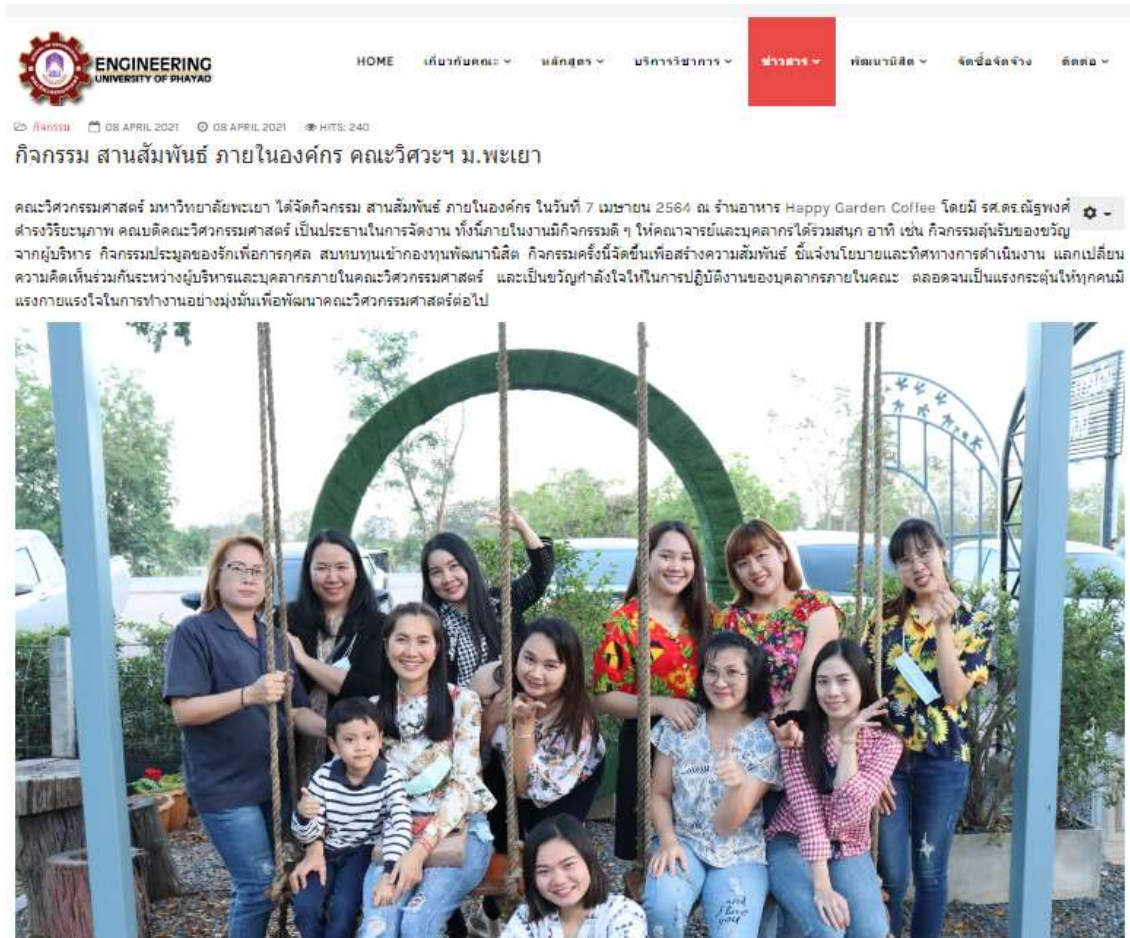 ENGINEERING
UNIVERSITY OF PHAYAO
HOME เกี่ยวกับคณะ หลักสูตร บริการวิชาการ ข่าวสาร พัฒนานิสิต จัดซื้อจัดจ้าง ติดต่อ
กิจกรรม 08 APRIL 2021 08 APRIL 2021 HITS: 240
กิจกรรม สานสัมพันธ์ ภายในองค์กร คณะวิศวะฯ ม.พะเยา
คณะวิศวกรรมศาสตร์ มหาวิทยาลัยพะเยา ได้จัดกิจกรรม สานสัมพันธ์ ภายในองค์กร ในวันที่ 7 เมษายน 2564 ณ ร้านอาหาร Happy Garden Coffee โดยมี รศ.ดร.ณัฐพงศ์
ดำรงวิริยะนุภาพ คณบดีคณะวิศวกรรมศาสตร์ เป็นประธานในการจัดงาน ทั้งนี้ภายในงานมีกิจกรรมดี ๆ ให้คณาจารย์และบุคลากรได้ร่วมสนุก อาทิ เช่น กิจกรรมลุ้นรับของขวัญ
จากผู้บริหาร กิจกรรมประมูลของรักเพื่อการกุศล สบทบทุนเข้ากองทุนพัฒนานิสิต กิจกรรมครั้งนี้จัดขึ้นเพื่อสร้างความสัมพันธ์ ชี้แจงนโยบายและทิศทางการดำเนินงาน แลกเปลี่ยน
ความคิดเห็นร่วมกันระหว่างผู้บริหารและบุคลากรภายในคณะวิศวกรรมศาสตร์ และเป็นขวัญกำลังใจให้ในการปฏิบัติงานของบุคลากรภายในคณะ ตลอดจนเป็นแรงกระตุ้นให้ทุกคนมี
แรงกายแรงใจในการทำงานอย่างมุ่งมั่นเพื่อพัฒนาคณะวิศวกรรมศาสตร์ต่อไป
and
I love
you